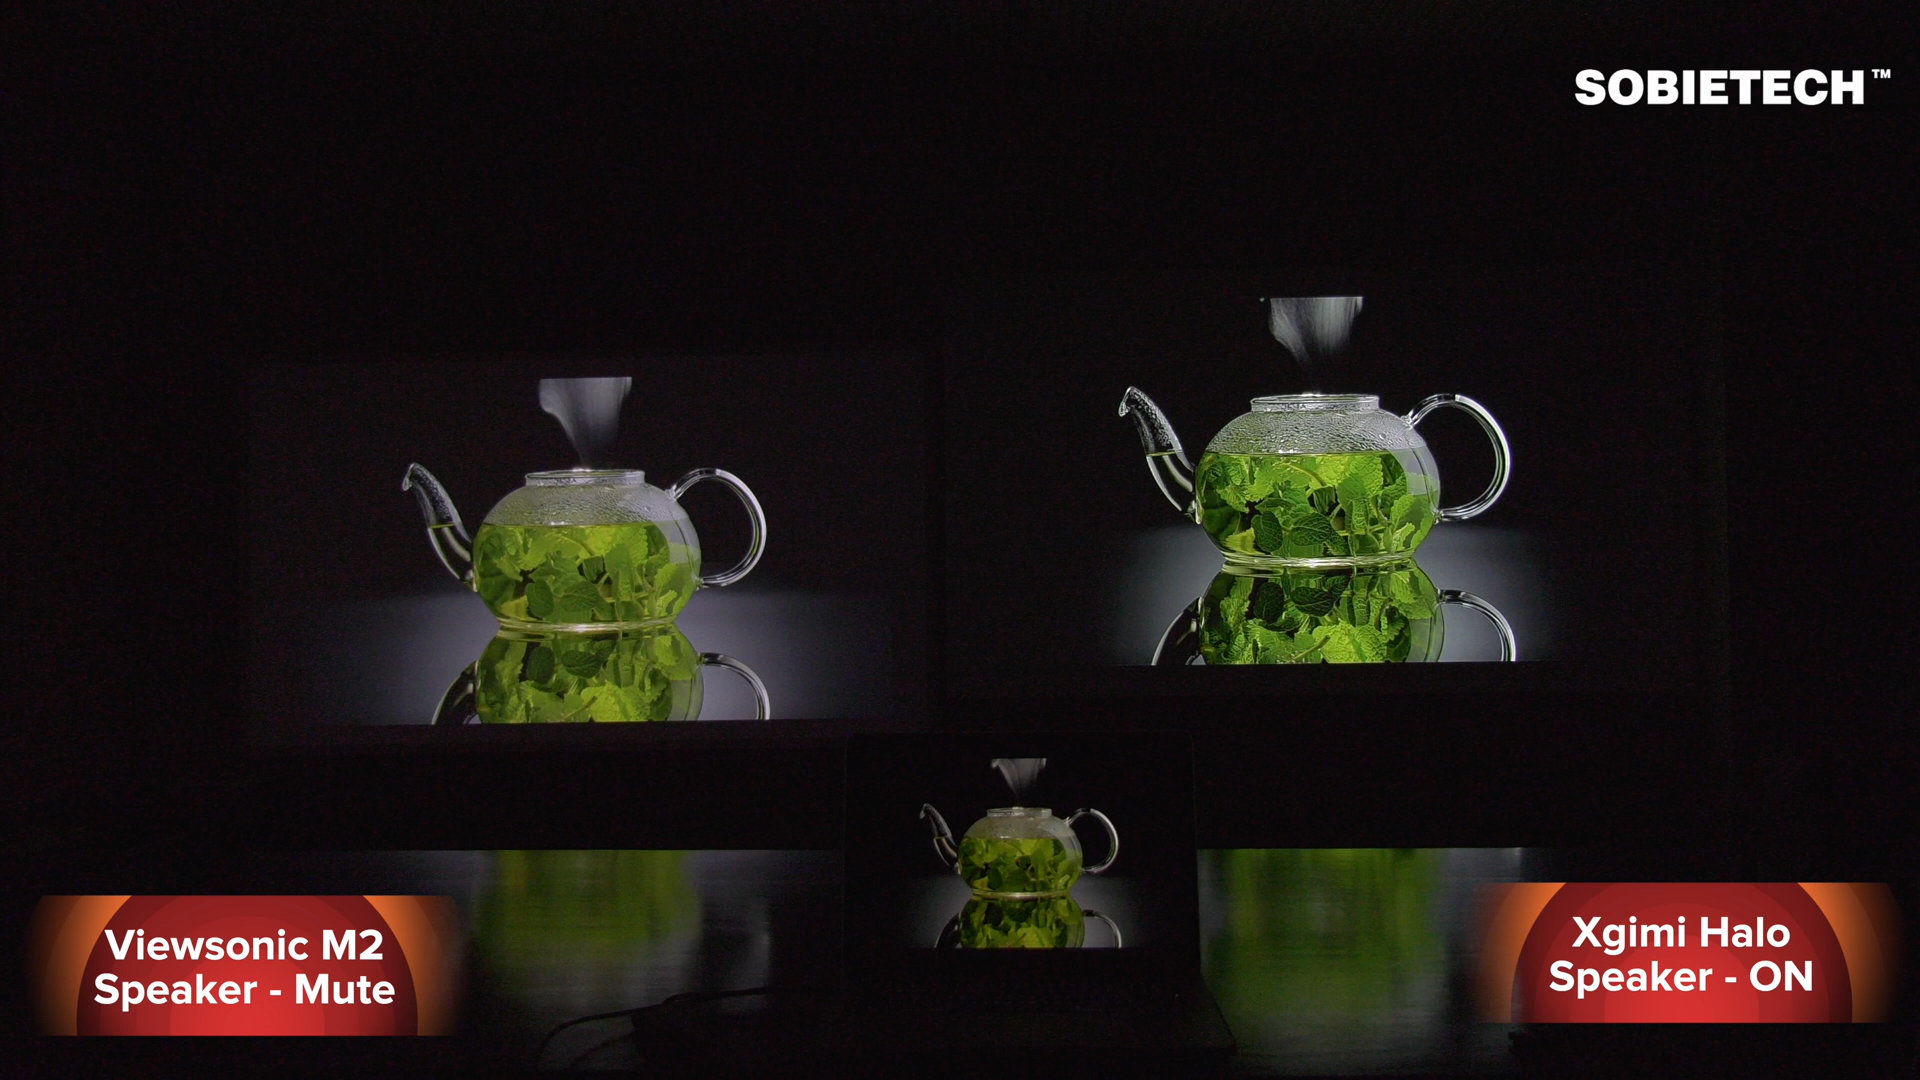 SOBIETECH™
Viewsonic M2
Speaker - Mute
Xgimi Halo
Speaker - ON